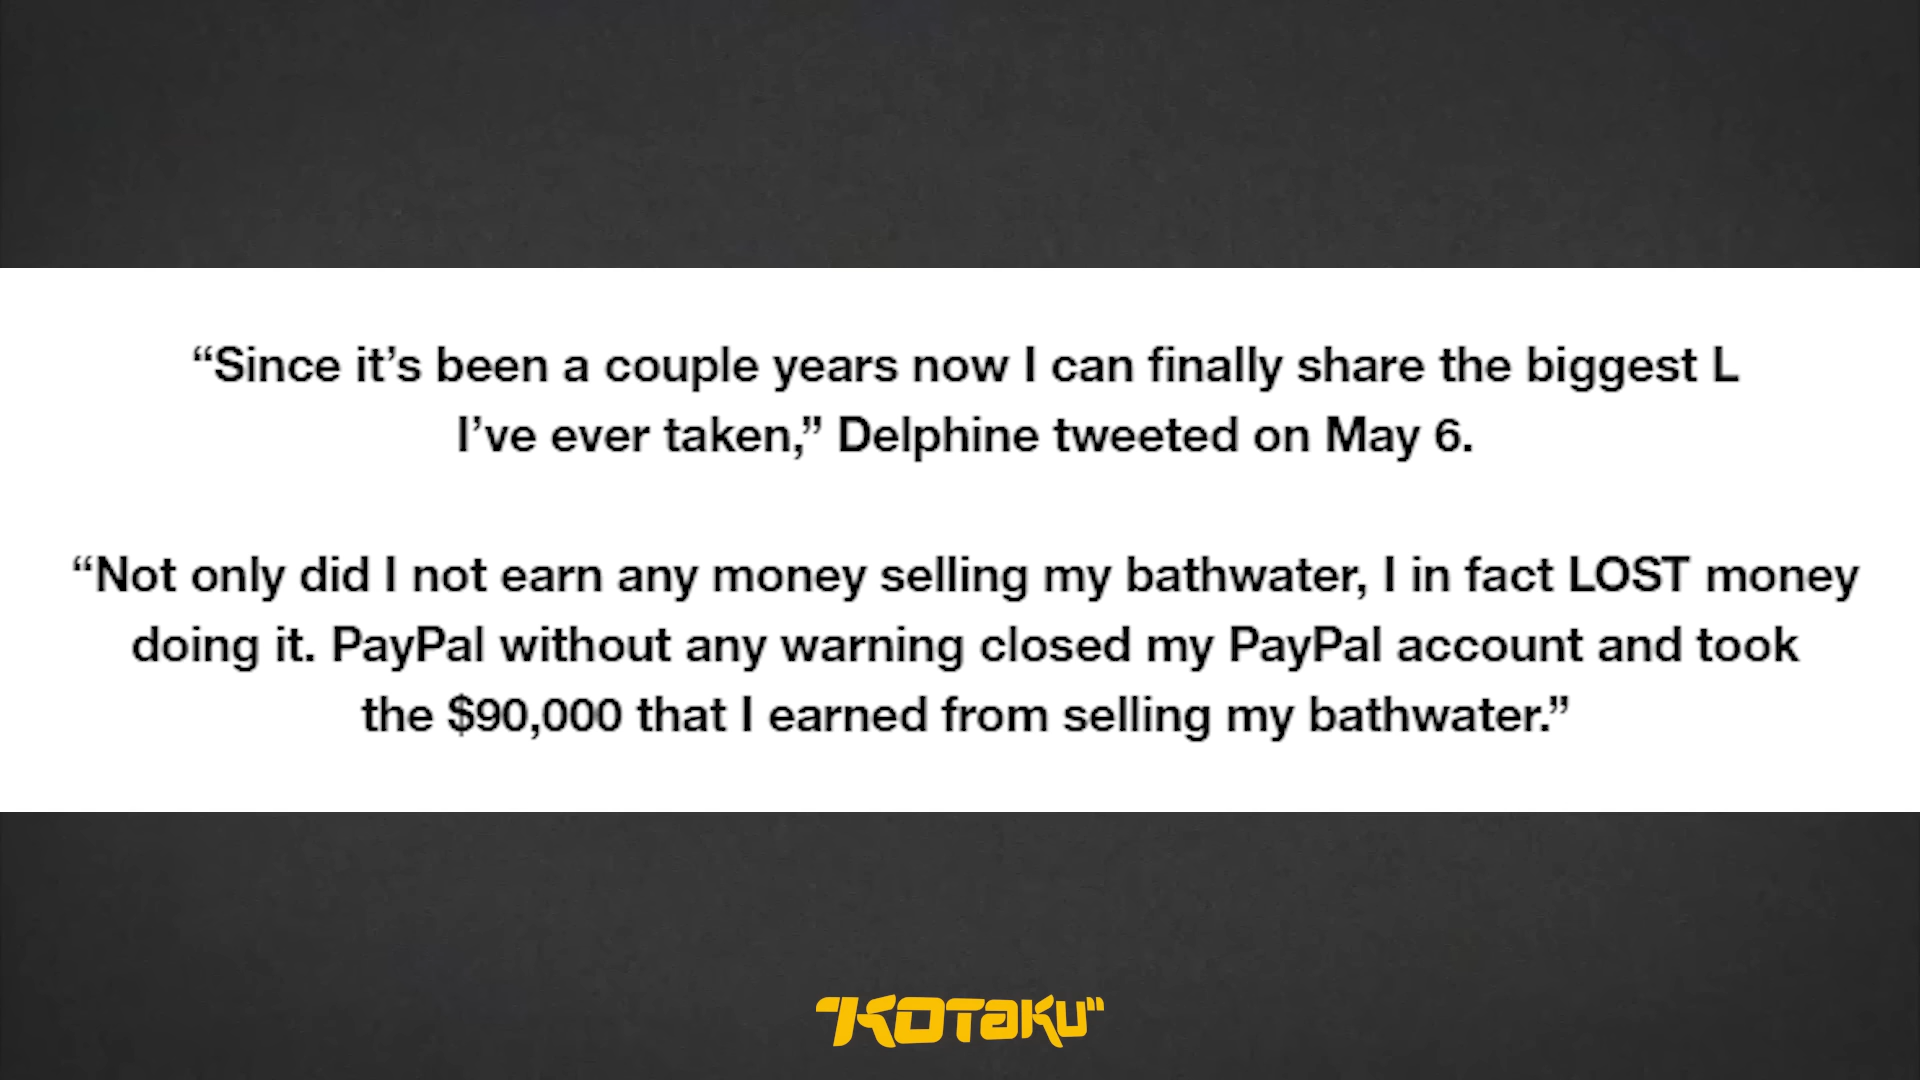 “Since it’s been a couple years now I can finally share the biggest L
I’ve ever taken,” Delphine tweeted on May 6.
“Not only did I not earn any money selling my bathwater, I in fact LOST money
doing it. PayPal without any warning closed my PayPal account and took
the $90,000 that I earned from selling my bathwater.”
"KOTaKU"